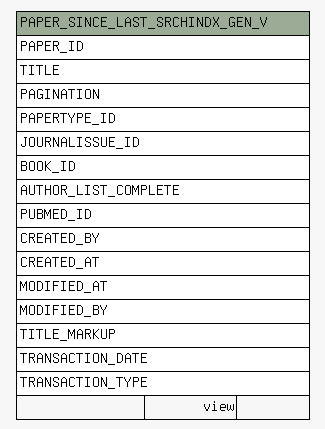 PAPER_SINCE_LAST_SRCHINDX_GEN_V
PAPER_ID
TITLE
PAGINATION
PAPERTYPE_ID
JOURNALISSUE_ID
BOOK_ID
AUTHOR_LIST_COMPLETE
PUBMED_ID
CREATED_BY
CREATED_AT
MODIFIED_AT
MODIFIED_BY
TITLE_MARKUP
TRANSACTION_DATE
TRANSACTION_TYPE
view